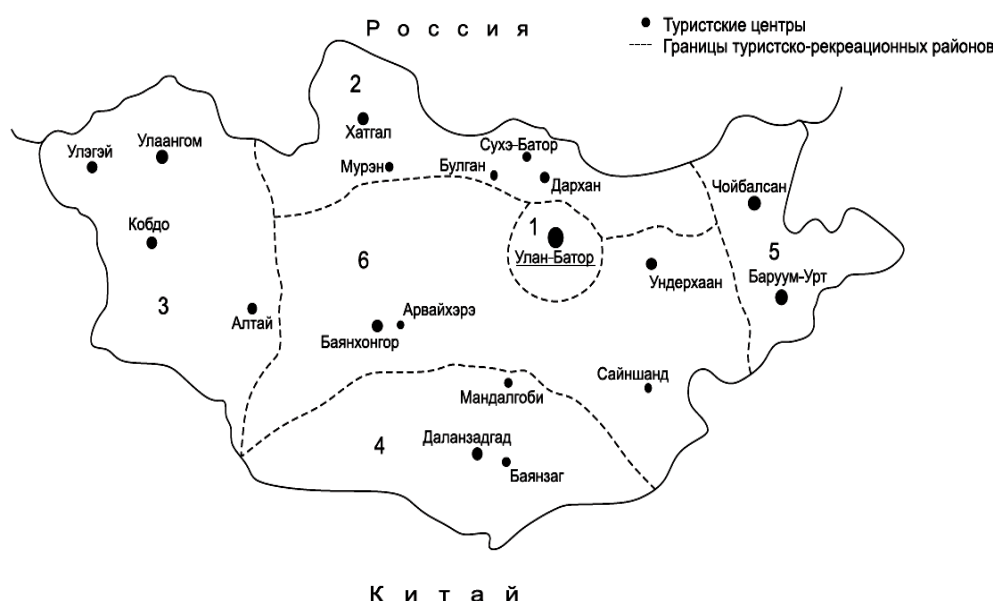 Россия
Туристские центры
Границы туристско-рекреационных районов
2
Хатгал
Улаангом
Улэгэй
Мурэн
Булган
Сухэ-Батор
Дархан
Чойбалсан
Кобдо
1
Улан-Батор
6
5
Ундерхаан
Баруум-Урт
3
Алтай
Арвайхэрэ
Баянхонгор
Сайншанд
Мандалгоби
4
Даланзадгад
Баянзаг
Китай